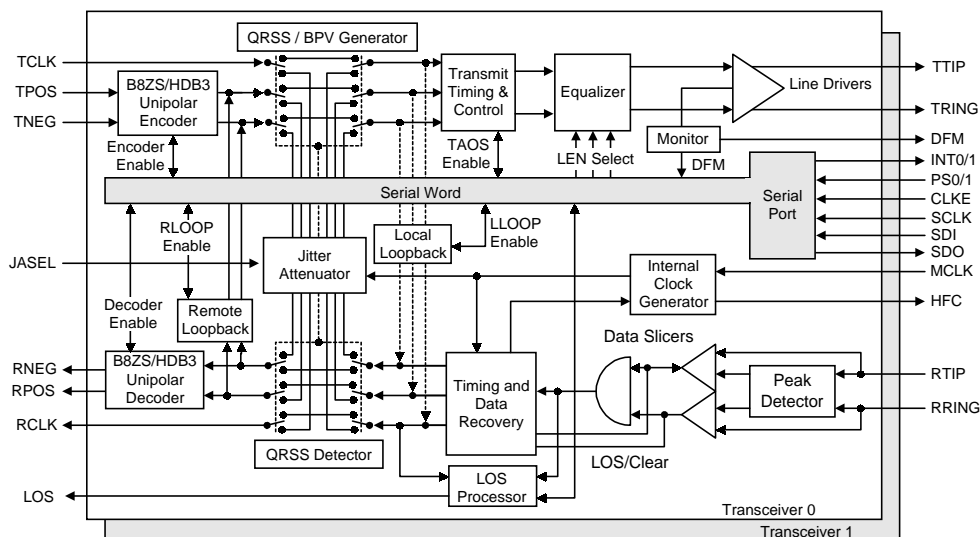 QRSS / BPV Generator
TCLK
TPOS
TNEG
B8ZS/HDB3
Unipolar
Encoder
Transmit
Timing &
Control
Equalizer
Line Drivers
TTIP
TRING
Monitor
DFM
Encoder
Enable
TAOS
Enable
LEN Select
DFM
INT0/1
PS0/1
CLKE
SCLK
SDI
SDO
Serial Word
Serial
Port
RLOOP
Enable
LLOOP
Enable
Local
Loopback
JASEL
Jitter
Attenuator
Internal
Clock
Generator
MCLK
HFC
Decoder
Enable
Remote
Loopback
Data Slicers
RNEG
RPOS
RCLK
B8ZS/HDB3
Unipolar
Decoder
Timing and
Data
Recovery
Peak
Detector
RTIP
RRING
QRSS Detector
LOS/Clear
LOS
LOS
Processor
Transceiver 0
Transceiver 1